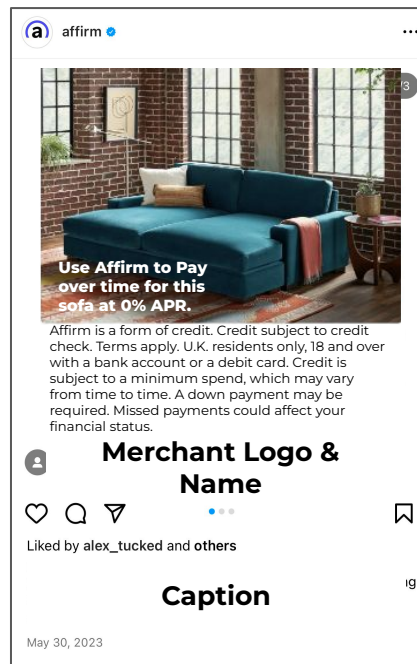 affirm
/3
Use Affirm to Pay
over time for this
sofa at 0% APR.
Affirm is a form of credit. Credit subject to credit
check. Terms apply. U.K. residents only, 18 and over
with a bank account or a debit card. Credit is
subject to a minimum spend, which may vary
from time to time. A down payment may be
required. Missed payments could affect your
financial status.
Merchant Logo &
Name
Liked by alex_tucked and others
Caption
May 30, 2023